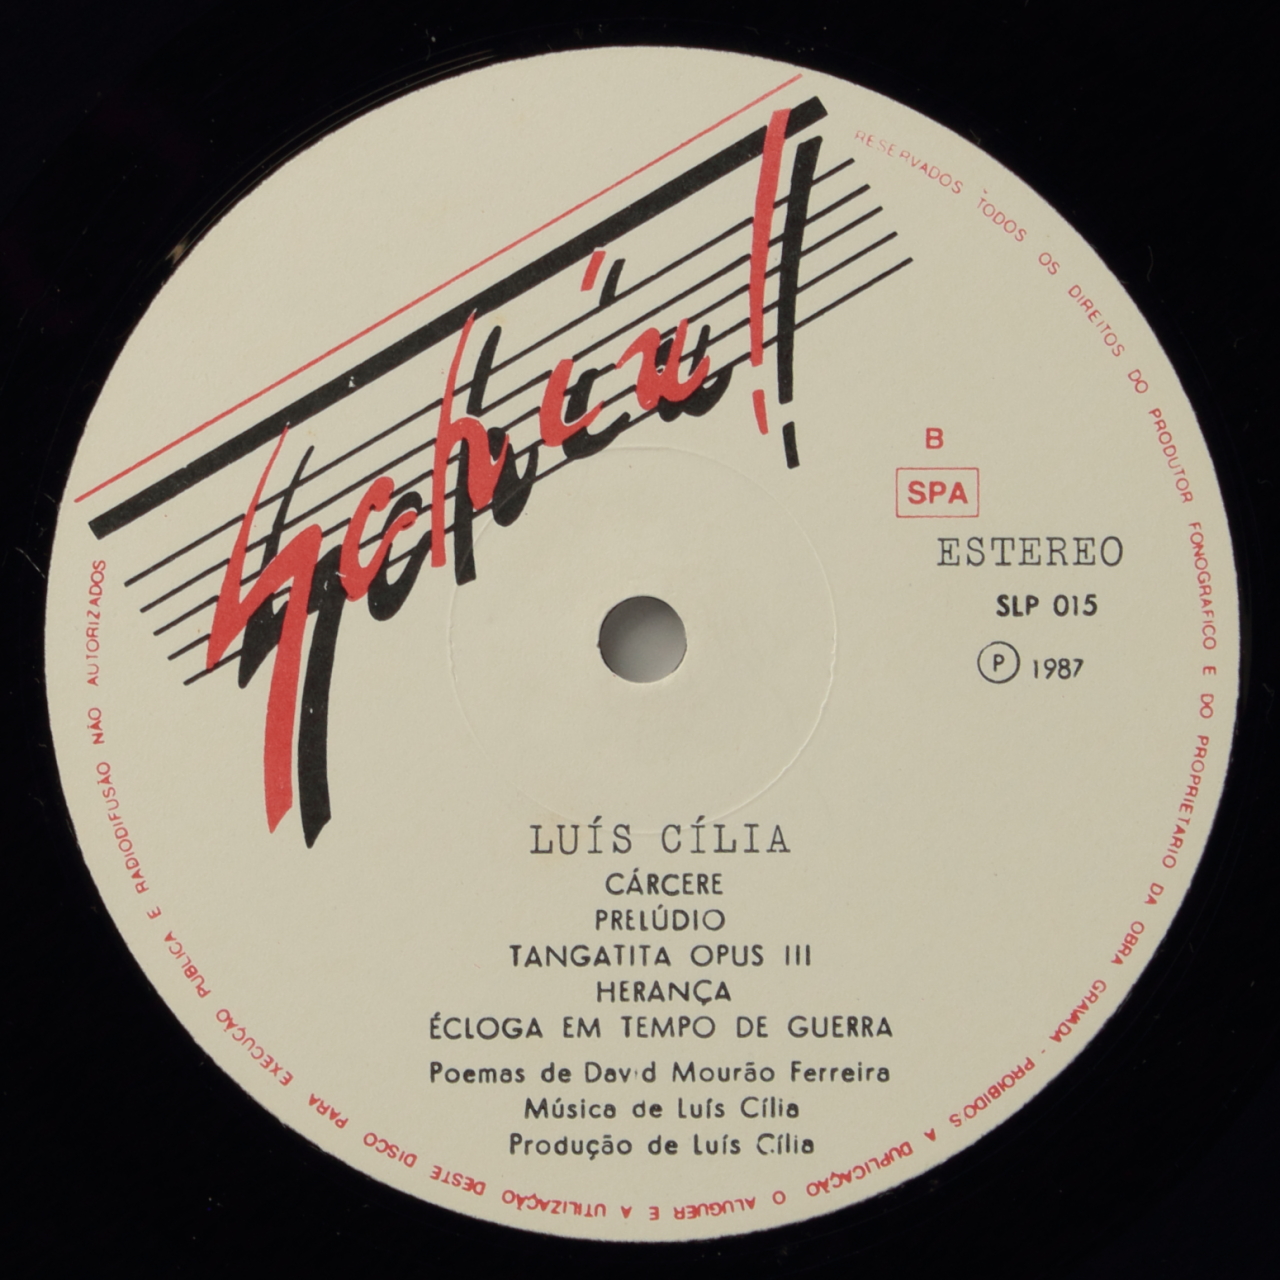 Schiu!
B
SPA
ESTEREO
SLP 015
Ⓟ 1987
LUÍS CÍLIA
CÁRCERE
PRELÚDIO
TANGATITA OPUS III
HERANÇA
ÉCLOGA EM TEMPO DE GUERRA
Poemas de David Mourão Ferreira
Música de Luís Cília
Produção de Luís Cília
RESERVADOS TODOS OS DIREITOS DO PRODUTOR FONOGRAFICO E DO PROPRIETARIO DA OBRA GRAVADA · PROIBIDOS A DUPLICAÇÃO O ALUGUER E A UTILIZAÇÃO DESTE DISCO PARA EXECUÇÃO PUBLICA E RADIODIFUSÃO NÃO AUTORIZADOS